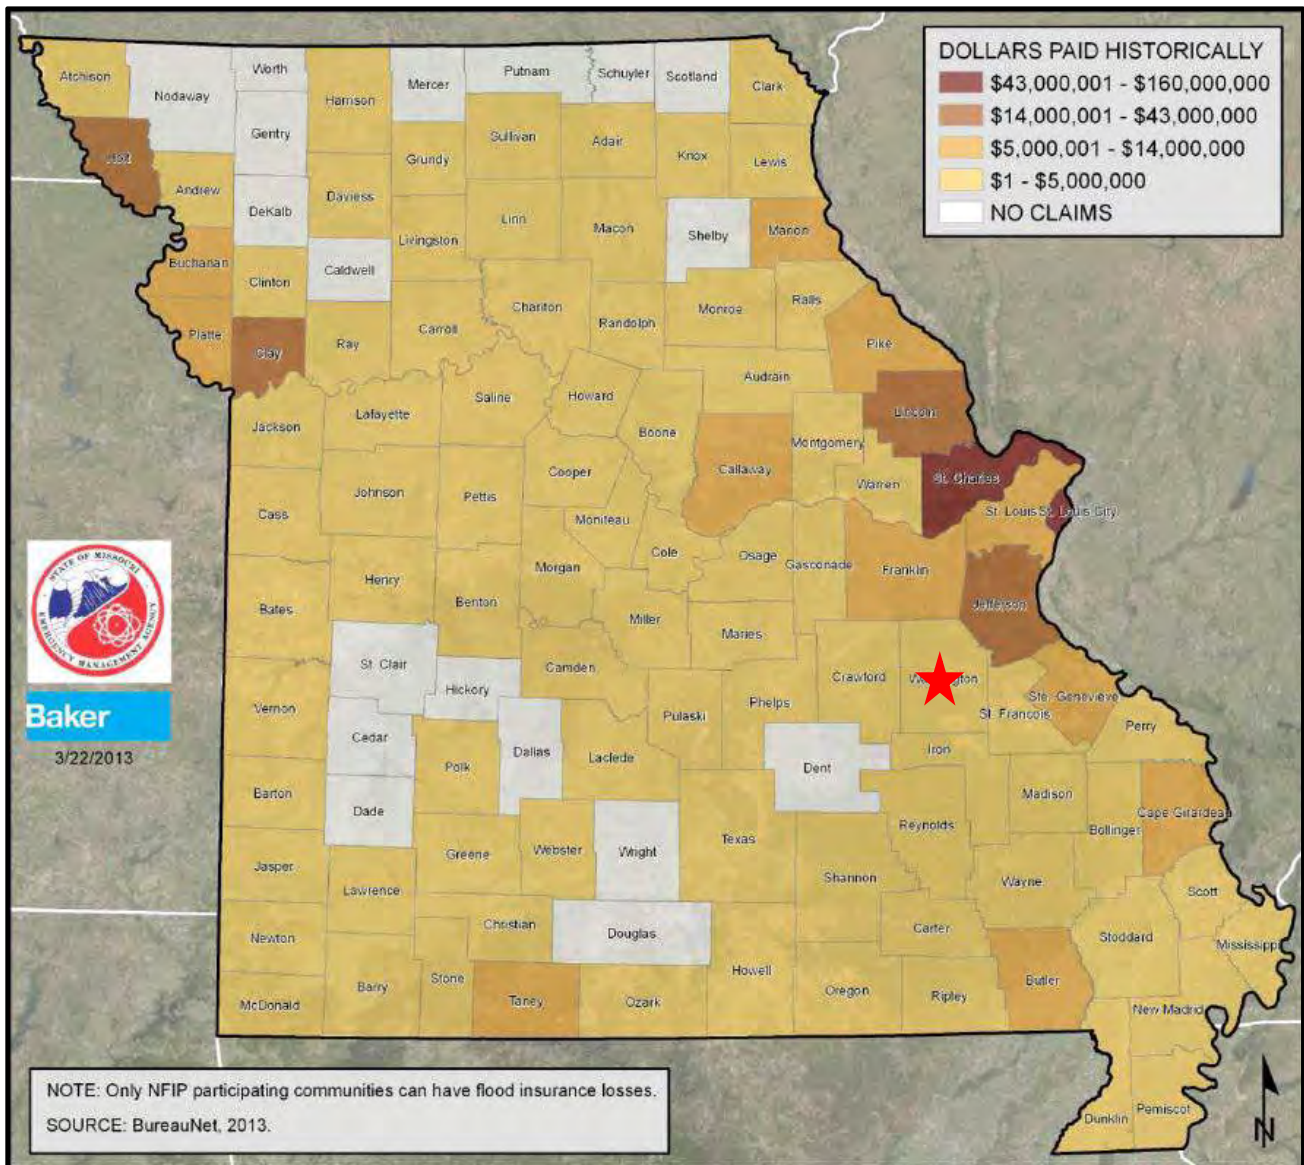 DOLLARS PAID HISTORICALLY
$43,000,001 - $160,000,000
$14,000,001 - $43,000,000
$5,000,001 - $14,000,000
$1 - $5,000,000
NO CLAIMS
Atchison
Nodaway
Worth
Harrison
Mercer
Putnam
Schuyler
Scotland
Clark
Gentry
Sullivan
Adair
Knox
Lewis
Holt
Andrew
DeKalb
Daviess
Grundy
Linn
Macon
Shelby
Marion
Livingston
Buchanan
Clinton
Caldwell
Chariton
Randolph
Monroe
Ralls
Platte
Clay
Ray
Carroll
Pike
Audrain
Saline
Howard
Lincoln
Jackson
Lafayette
Boone
Montgomery
Callaway
Cooper
Warren
St. Charles
Johnson
Pettis
Moniteau
St. Louis
St. Louis City
Cass
Cole
Osage
Gasconade
Franklin
Morgan
Henry
Benton
Bates
Miller
Maries
Jefferson
St. Clair
Hickory
Camden
Crawford
Phelps
Ste. Genevieve
St. Francois
Vernon
Pulaski
Perry
Cedar
Dallas
Polk
Laclede
Dent
Iron
Barton
Dade
Madison
Cape Girardeau
Bollinger
Texas
Reynolds
Jasper
Greene
Webster
Wright
Shannon
Wayne
Lawrence
Scott
Newton
Christian
Douglas
Carter
Stoddard
Mississippi
Howell
McDonald
Barry
Stone
Taney
Ozark
Oregon
Ripley
Butler
New Madrid
Dunklin
Pemiscot
STATE OF MISSOURI
EMERGENCY MANAGEMENT AGENCY
Baker
3/22/2013
NOTE: Only NFIP participating communities can have flood insurance losses.
SOURCE: BureauNet, 2013.
N